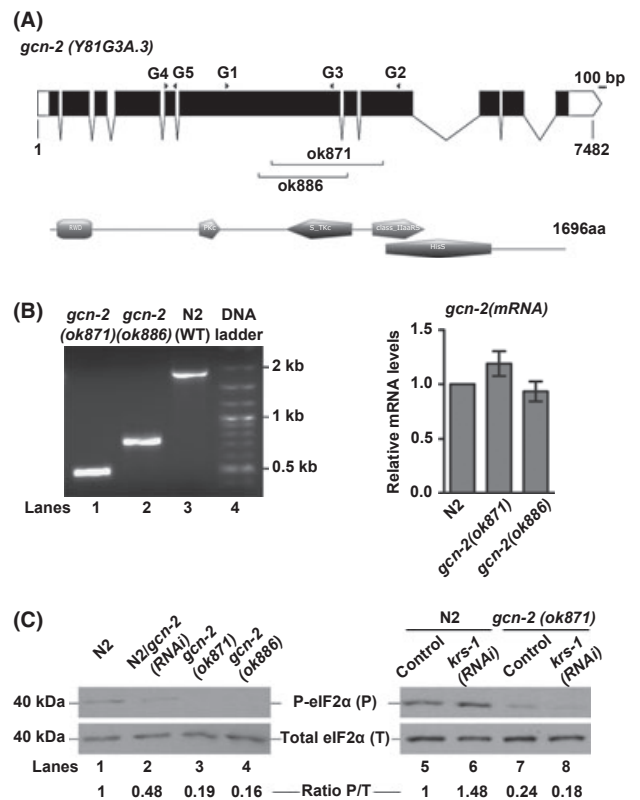 (A)
gcn-2 (Y81G3A.3)
G4 G5 G1 G3 G2 100 bp
1 7482
ok871
ok886
RWD PKc S_TKc class_IIaaRS 1696aa
HisS
(B)
gcn-2 gcn-2 N2 DNA
(ok871) (ok886) (WT) ladder
2 kb
1 kb
0.5 kb
Lanes 1 2 3 4
gcn-2(mRNA)
Relative mRNA levels
1.5
1.0
0.5
0.0
N2
gcn-2(ok871)
gcn-2(ok886)
(C)
N2
N2/gcn-2
(RNAi)
gcn-2
(ok871)
gcn-2
(ok886)
N2 gcn-2 (ok871)
Control
krs-1
(RNAi)
Control
krs-1
(RNAi)
40 kDa P-eIF2α (P)
40 kDa Total eIF2α (T)
Lanes 1 2 3 4 5 6 7 8
1 0.48 0.19 0.16 Ratio P/T 1 1.48 0.24 0.18